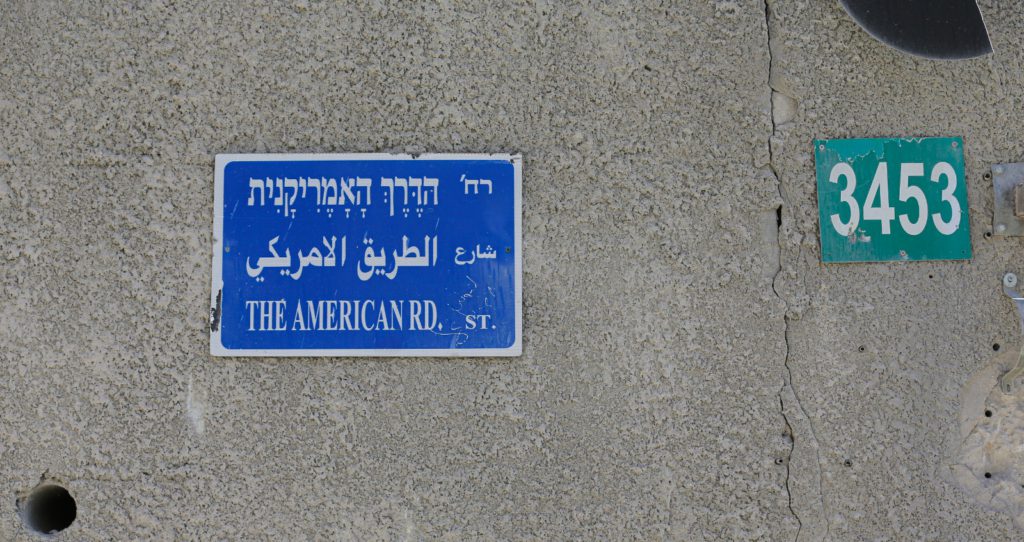 רח' הַדֶּרֶךְ הָאָמֶרִיקָנִית
شارع الطريق الامريكي
THE AMERICAN RD. ST.
3453